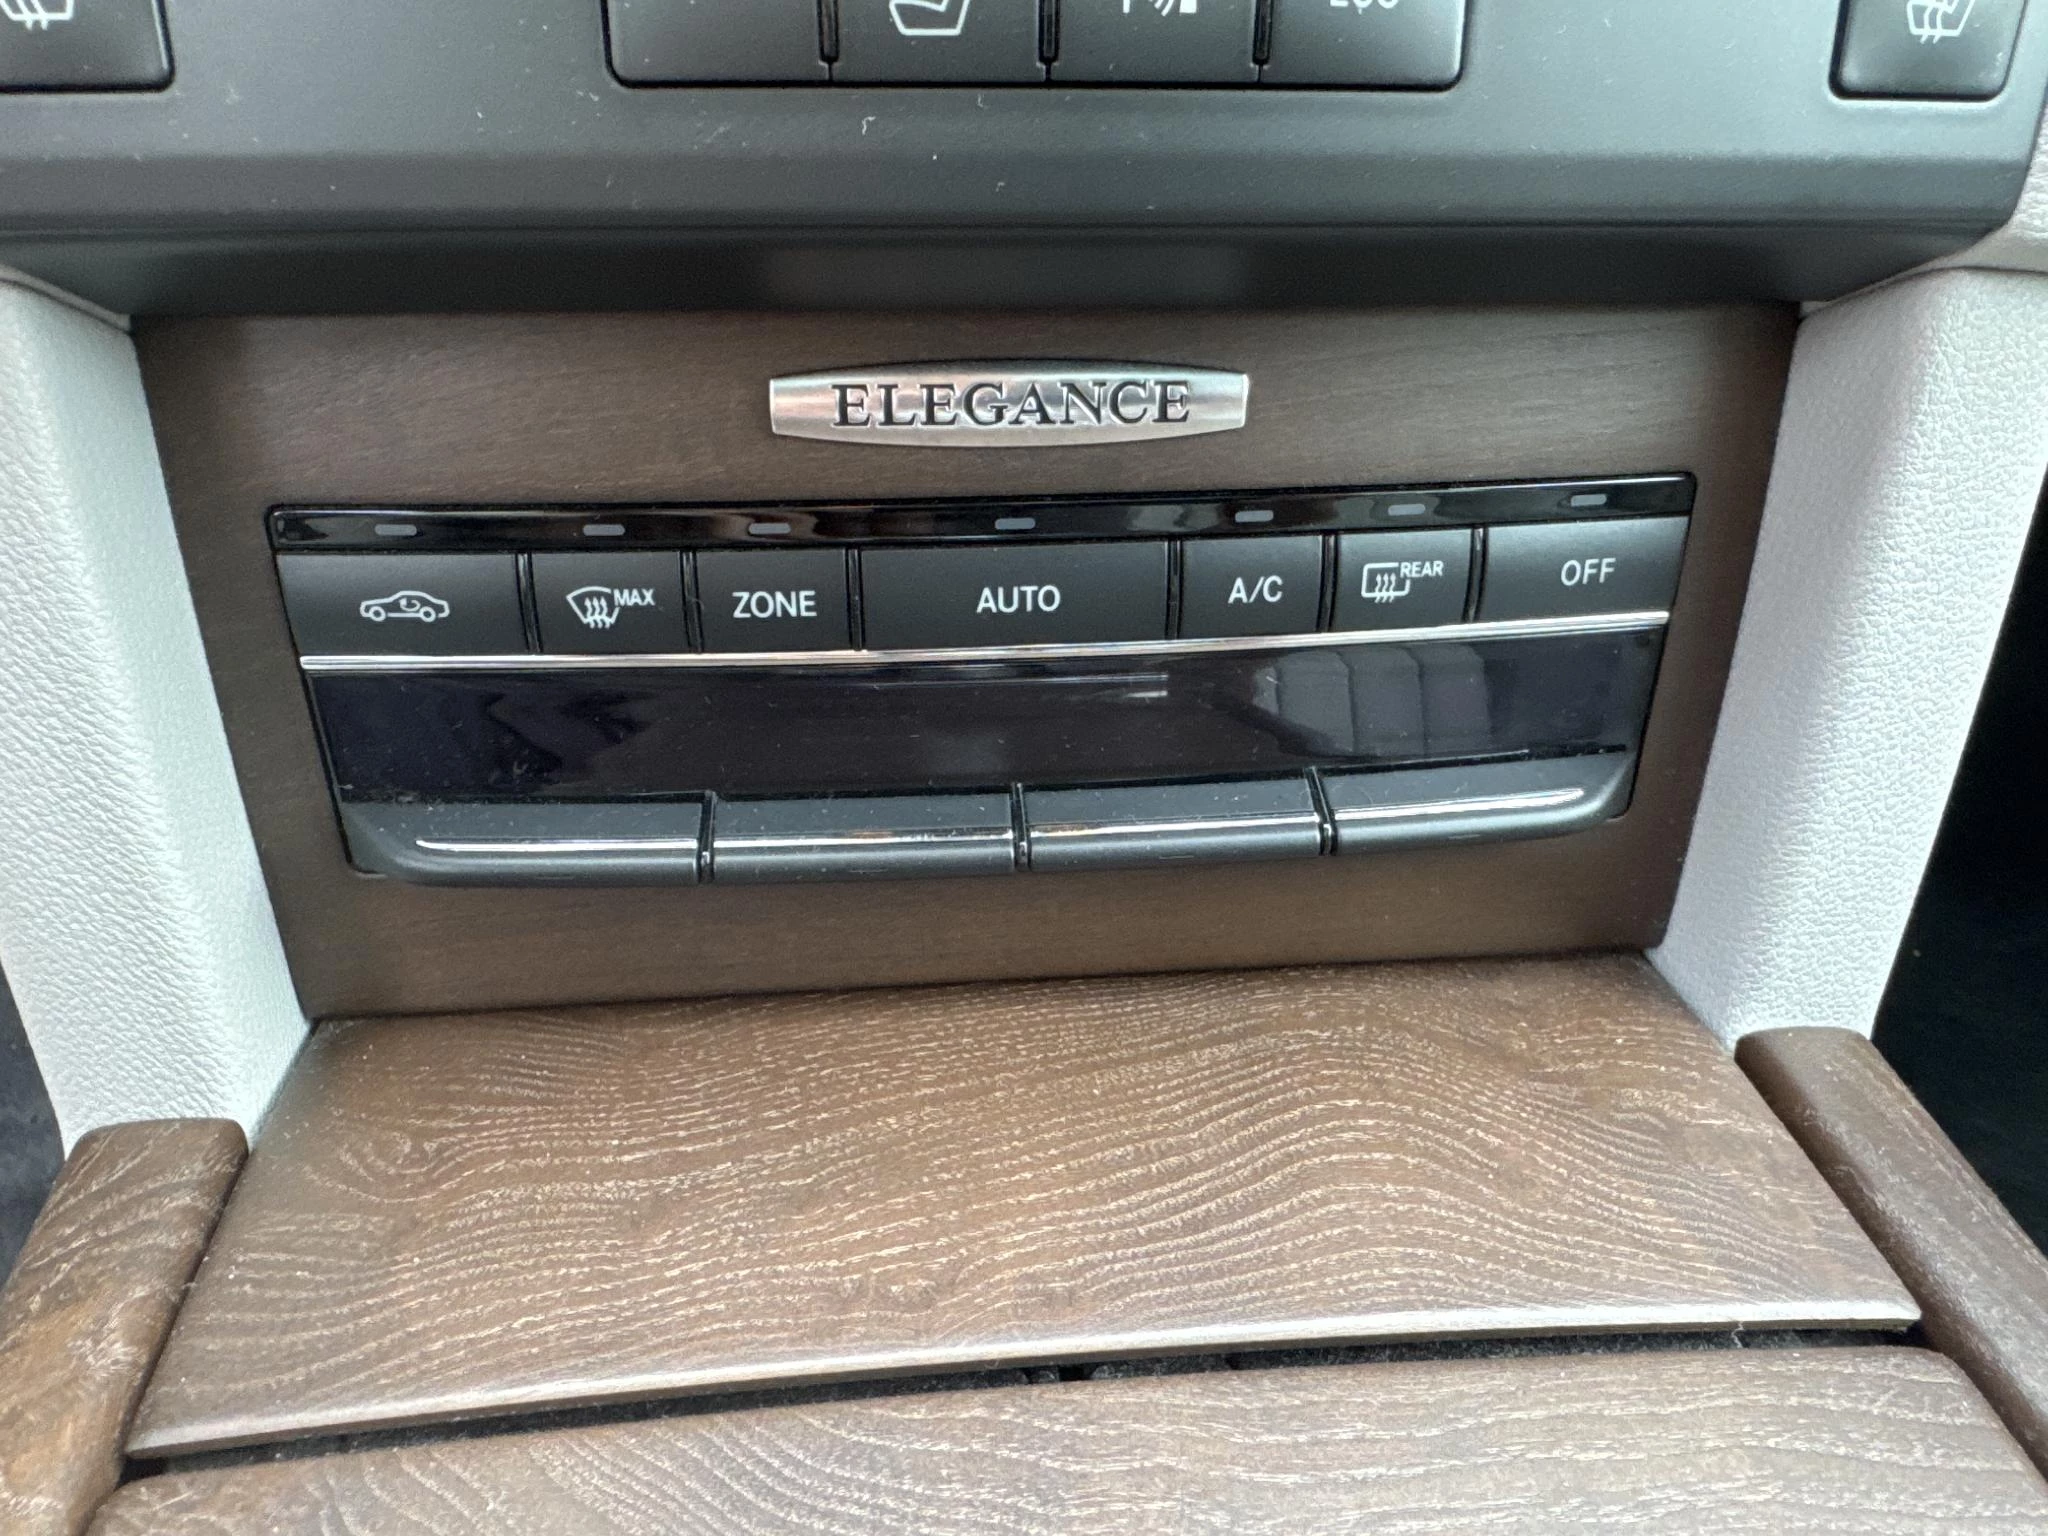 ELEGANCE
MAX
ZONE
AUTO
A/C
REAR
OFF